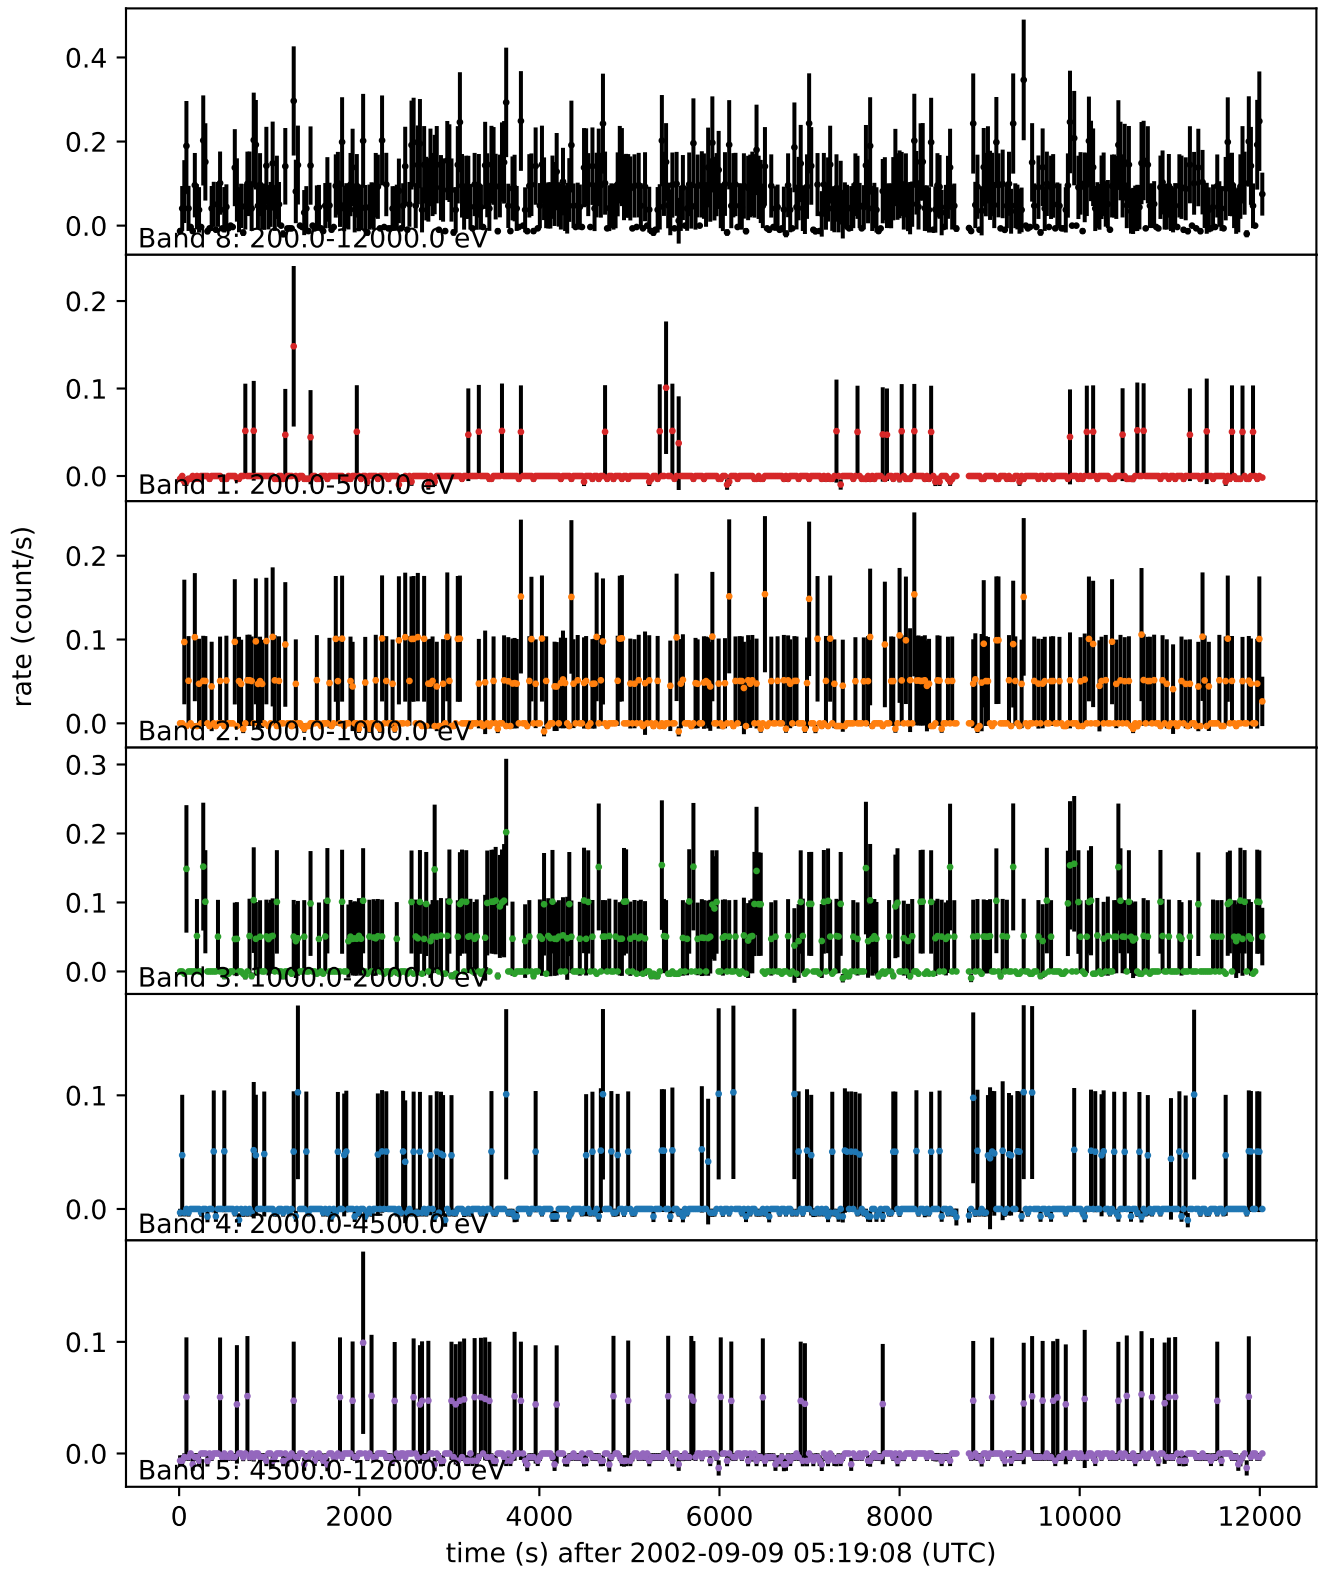 0.4
0.2
0.0
Band 8: 200.0-12000.0 eV
0.2
0.1
0.0
Band 1: 200.0-500.0 eV
rate (count/s)
0.2
0.1
0.0
Band 2: 500.0-1000.0 eV
0.3
0.2
0.1
0.0
Band 3: 1000.0-2000.0 eV
0.1
0.0
Band 4: 2000.0-4500.0 eV
0.1
0.0
Band 5: 4500.0-12000.0 eV
0 2000 4000 6000 8000 10000 12000
time (s) after 2002-09-09 05:19:08 (UTC)